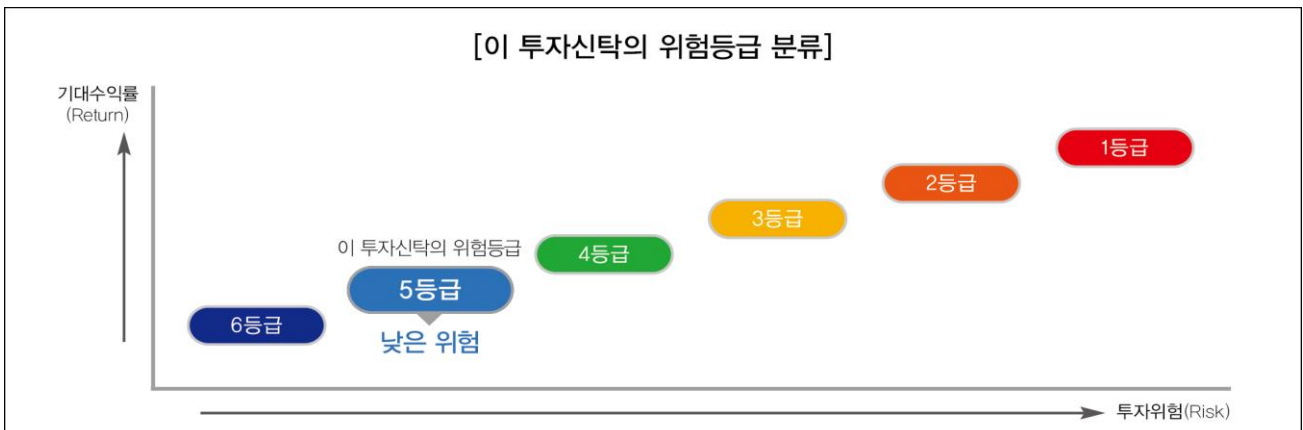 [이 투자신탁의 위험등급 분류]
기대수익률
(Return)
1등급
2등급
3등급
이 투자신탁의 위험등급
4등급
5등급
6등급
낮은 위험
투자위험(Risk)